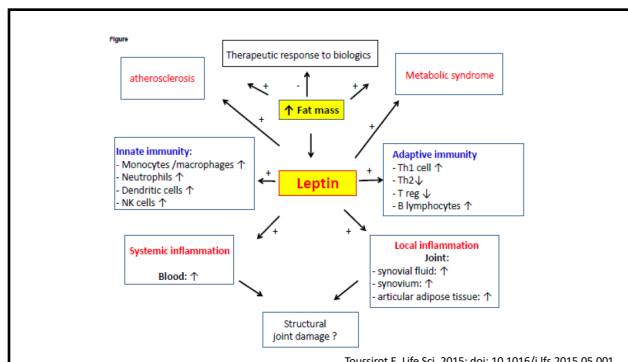 Figure
Therapeutic response to biologics
atherosclerosis
Metabolic syndrome
+
-
+
↑ Fat mass
+
+
Innate immunity:
- Monocytes /macrophages ↑
- Neutrophils ↑
- Dendritic cells ↑
- NK cells ↑
+
Leptin
+
Adaptive immunity
- Th1 cell ↑
- Th2↓
- T reg ↓
- B lymphocytes ↑
+
+
Systemic inflammation
Blood: ↑
Local inflammation
Joint:
- synovial fluid: ↑
- synovium: ↑
- articular adipose tissue: ↑
Structural
joint damage ?
Toussirot E, Life Sci. 2015; doi: 10.1016/j.lfs.2015.05.001